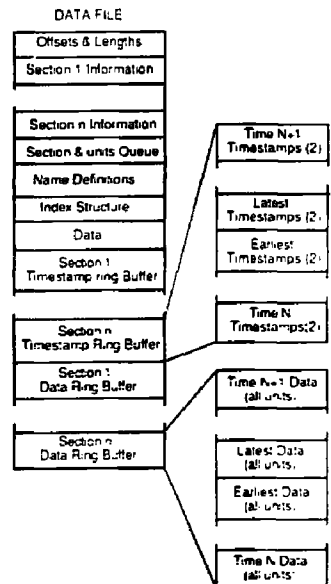 DATA FILE
Offsets & Lengths
Section 1 Information
Section n Information
Section & units Queue
Name Definitions
Index Structure
Data
Section 1
Timestamp ring Buffer
Section n
Timestamp Ring Buffer
Section 1
Data Ring Buffer
Section n
Data Ring Buffer
Time N+1
Timestamps (2)
Latest
Timestamps (2)
Earliest
Timestamps (2)
Time N
Timestamps(2)
Time N+1 Data
(all units)
Latest Data
(all units)
Earliest Data
(all units)
Time N Data
(all units)